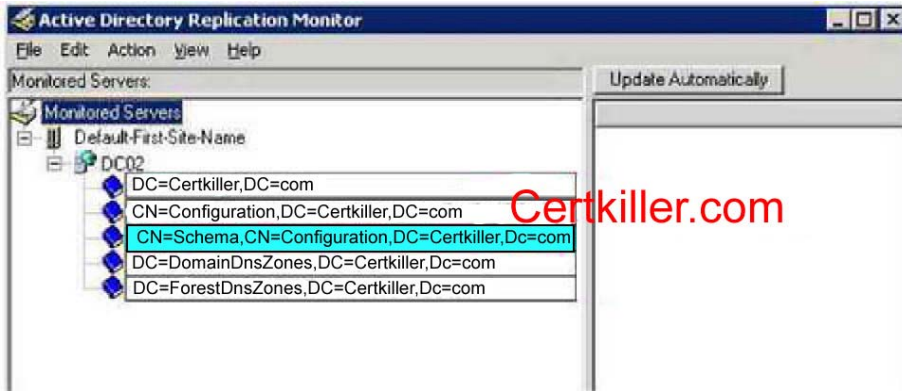 Active Directory Replication Monitor
File Edit Action View Help
Monitored Servers:
Update Automatically
Monitored Servers
Default-First-Site-Name
DC02
DC=Certkiller,DC=com
CN=Configuration,DC=Certkiller,DC=com
Certkiller.com
CN=Schema,CN=Configuration,DC=Certkiller,Dc=com
DC=DomainDnsZones,DC=Certkiller,Dc=com
DC=ForestDnsZones,DC=Certkiller,Dc=com